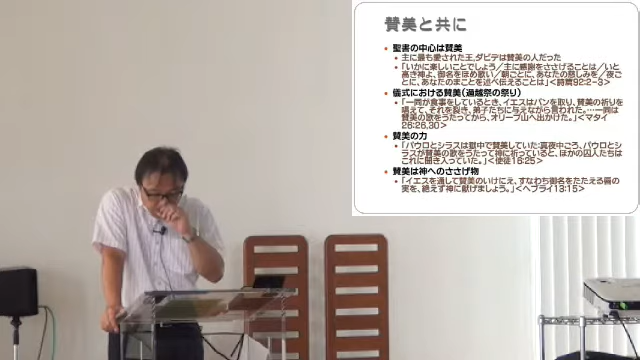 賛美と共に
聖書の中心は賛美
主に最も愛された王、ダビデは賛美の人だった
「いかに楽しいことでしょう／主に感謝をささげることは／いと
高き神よ、御名をほめ歌い／朝ごとに、あなたの慈しみを／夜ご
とに、あなたのまことを述べ伝えることは」<詩篇92:2~3>
儀式における賛美(過越祭の祭り)
「一同が食事をしているとき、イエスはパンを取り、賛美の祈りを
唱えて、それを裂き、弟子たちに与えながら言われた。…一同は
賛美の歌をうたってから、オリーブ山へ出かけた。」<マタイ
26:26,30>
賛美の力
「パウロとシラスは獄中で賛美していた:真夜中ごろ、パウロとシ
ラスが賛美の歌をうたって神に祈っていると、ほかの囚人たちは
これに聞き入っていた。」<使徒16:25>
賛美は神へのささげ物
「イエスを通して賛美のいけにえ、すなわち御名をたたえる唇の
実を、絶えず神に献げましょう。」<ヘブライ13:15>